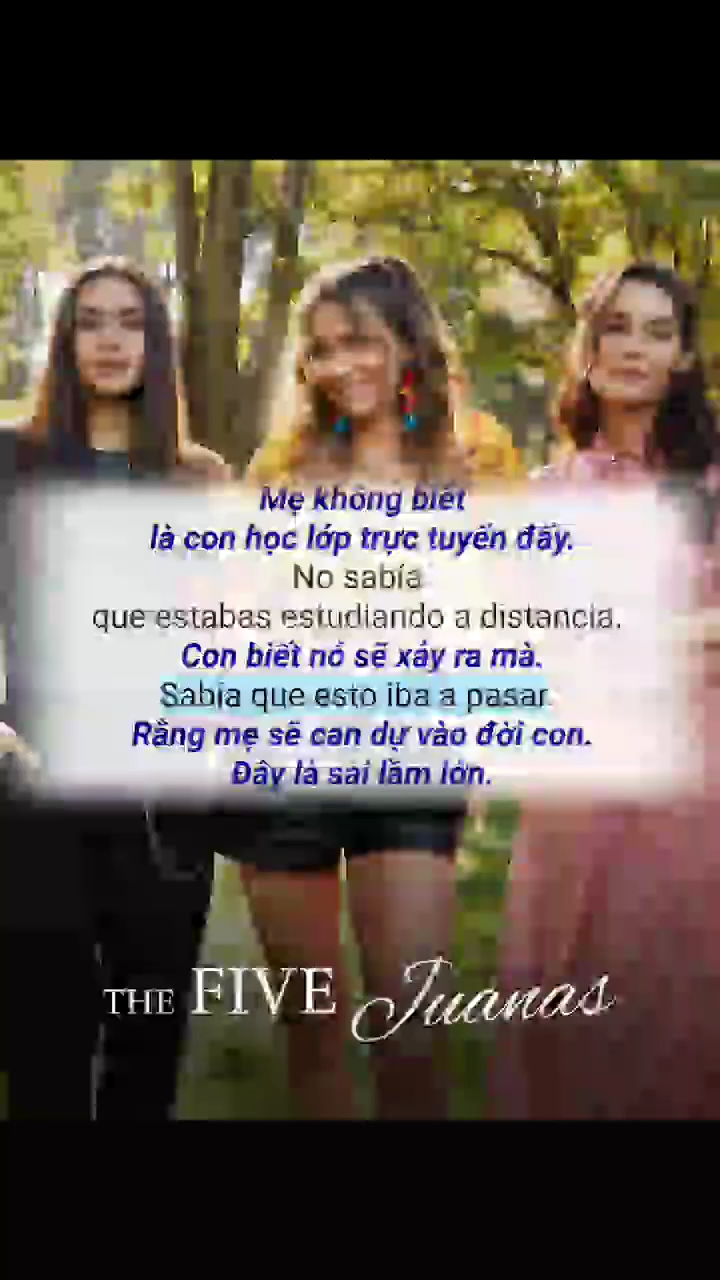 Mẹ không biết
là con học lớp trực tuyến đấy.
No sabía
que estabas estudiando a distancia.
Con biết nó sẽ xảy ra mà.
Sabía que esto iba a pasar.
Rằng mẹ sẽ can dự vào đời con.
Đây là sai lầm lớn.
THE FIVE Juanas